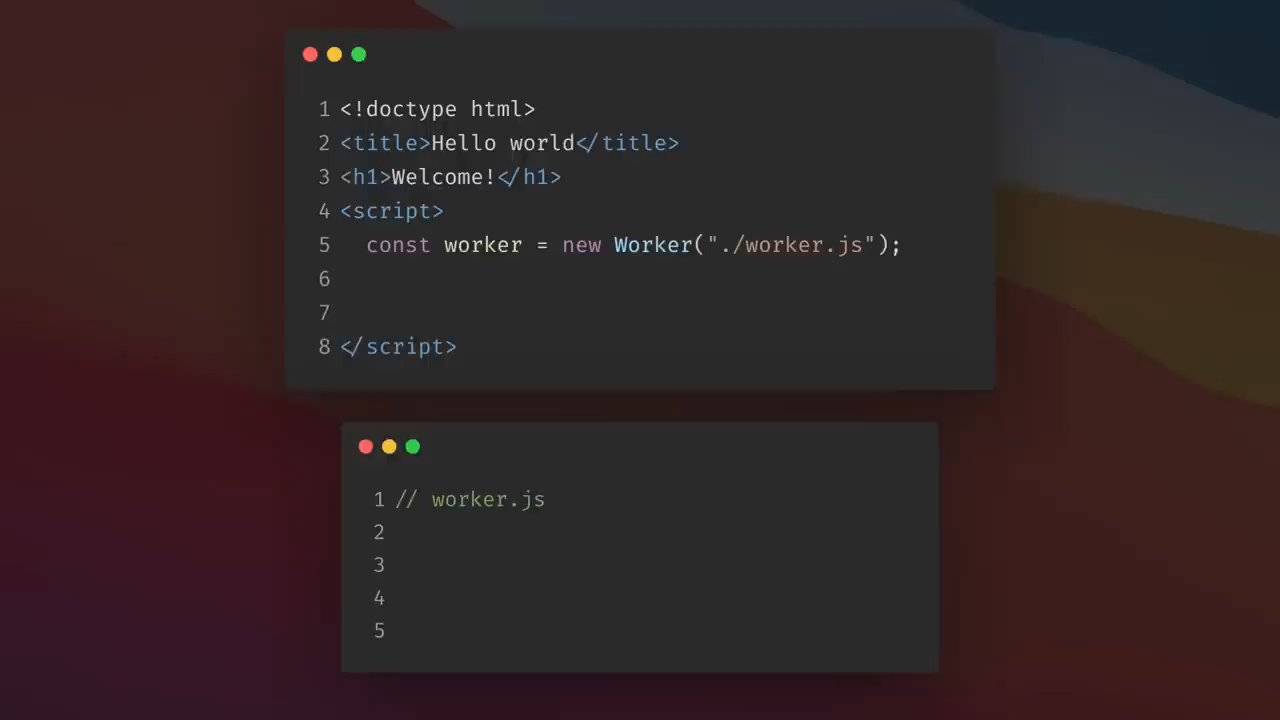 1 <!doctype html>
2 <title>Hello world</title>
3 <h1>Welcome!</h1>
4 <script>
5   const worker = new Worker("./worker.js");
6
7
8 </script>
1 // worker.js
2
3
4
5